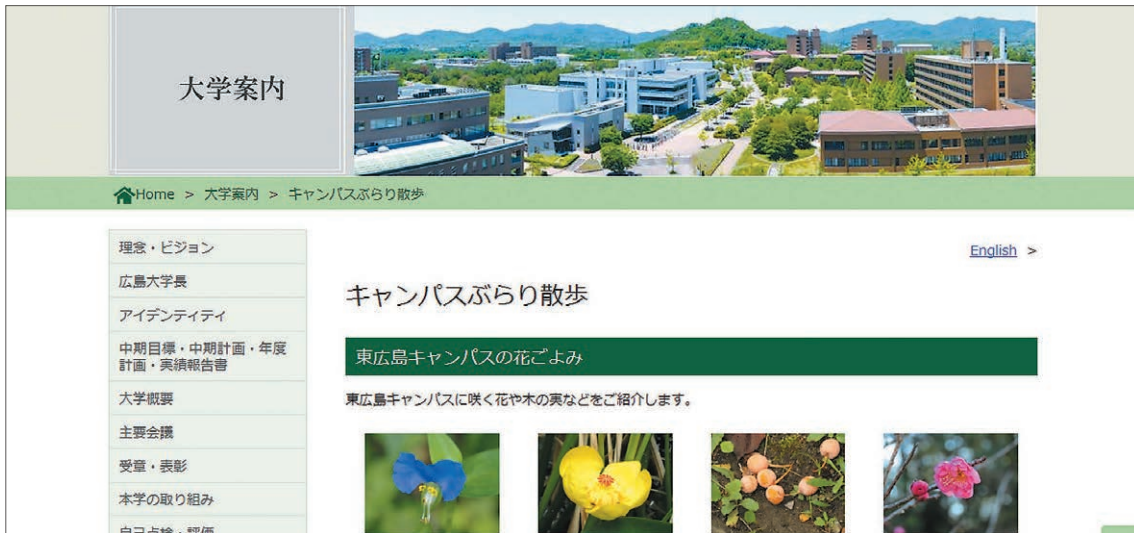 大学案内
Home > 大学案内 > キャンパスぶらり散歩
理念・ビジョン
広島大学長
アイデンティティ
中期目標・中期計画・年度
計画・実績報告書
大学概要
主要会議
受章・表彰
本学の取り組み
自己点検・評価
English >
キャンパスぶらり散歩
東広島キャンパスの花ごよみ
東広島キャンパスに咲く花や木の実などをご紹介します。